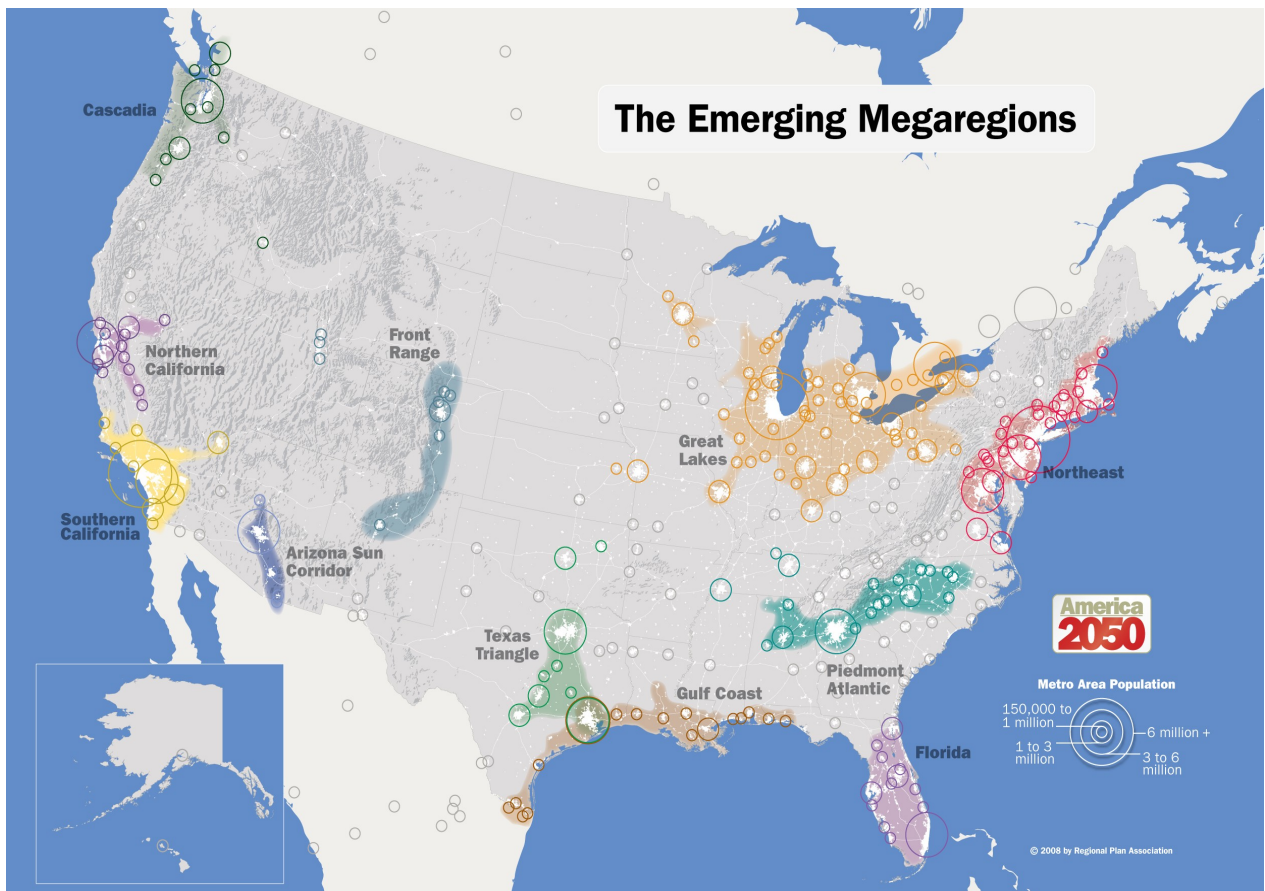 The Emerging Megaregions
Cascadia
Northern
California
Front
Range
Great
Lakes
Northeast
Southern
California
Arizona Sun
Corridor
Texas
Triangle
Gulf Coast
Piedmont
Atlantic
Florida
America
2050
Metro Area Population
150,000 to
1 million
6 million +
1 to 3
million
3 to 6
million
© 2008 by Regional Plan Association